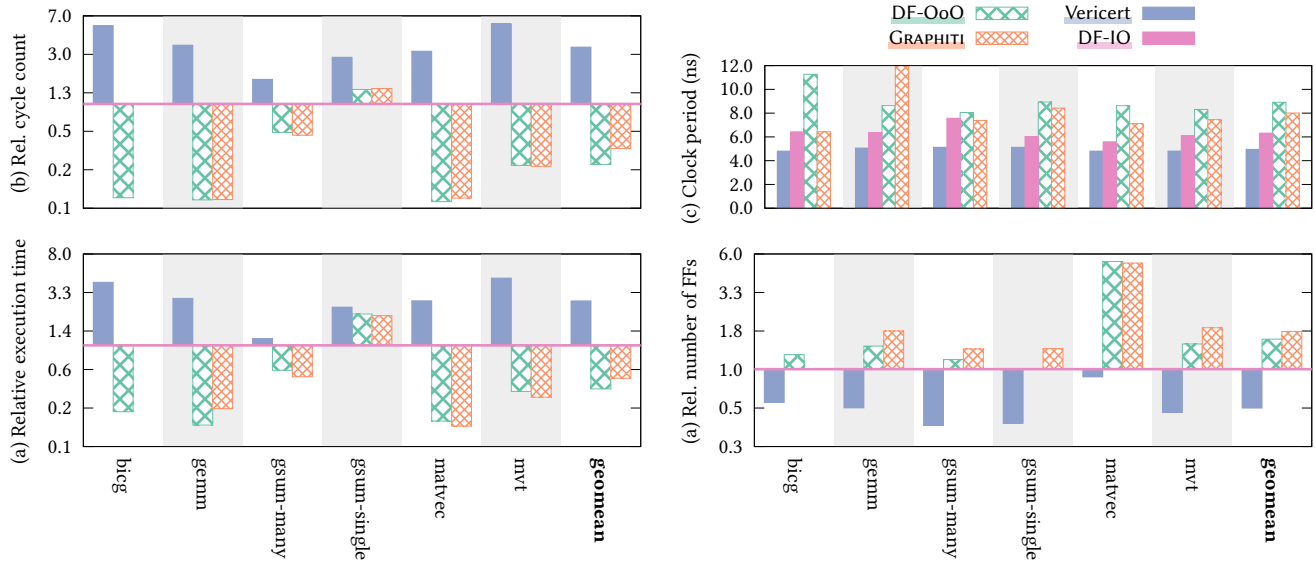 (b) Rel. cycle count
7.0
3.0
1.3
0.5
0.2
0.1
DF-OoO
Vericert
GRAPHITI
DF-IO
(c) Clock period (ns)
12.0
10.0
8.0
6.0
4.0
2.0
0.0
(a) Relative execution time
8.0
3.3
1.4
0.6
0.2
0.1
bicg
gemm
gsum-many
gsum-single
matvec
mvt
geomean
(a) Rel. number of FFs
6.0
3.3
1.8
1.0
0.5
0.3
bicg
gemm
gsum-many
gsum-single
matvec
mvt
geomean